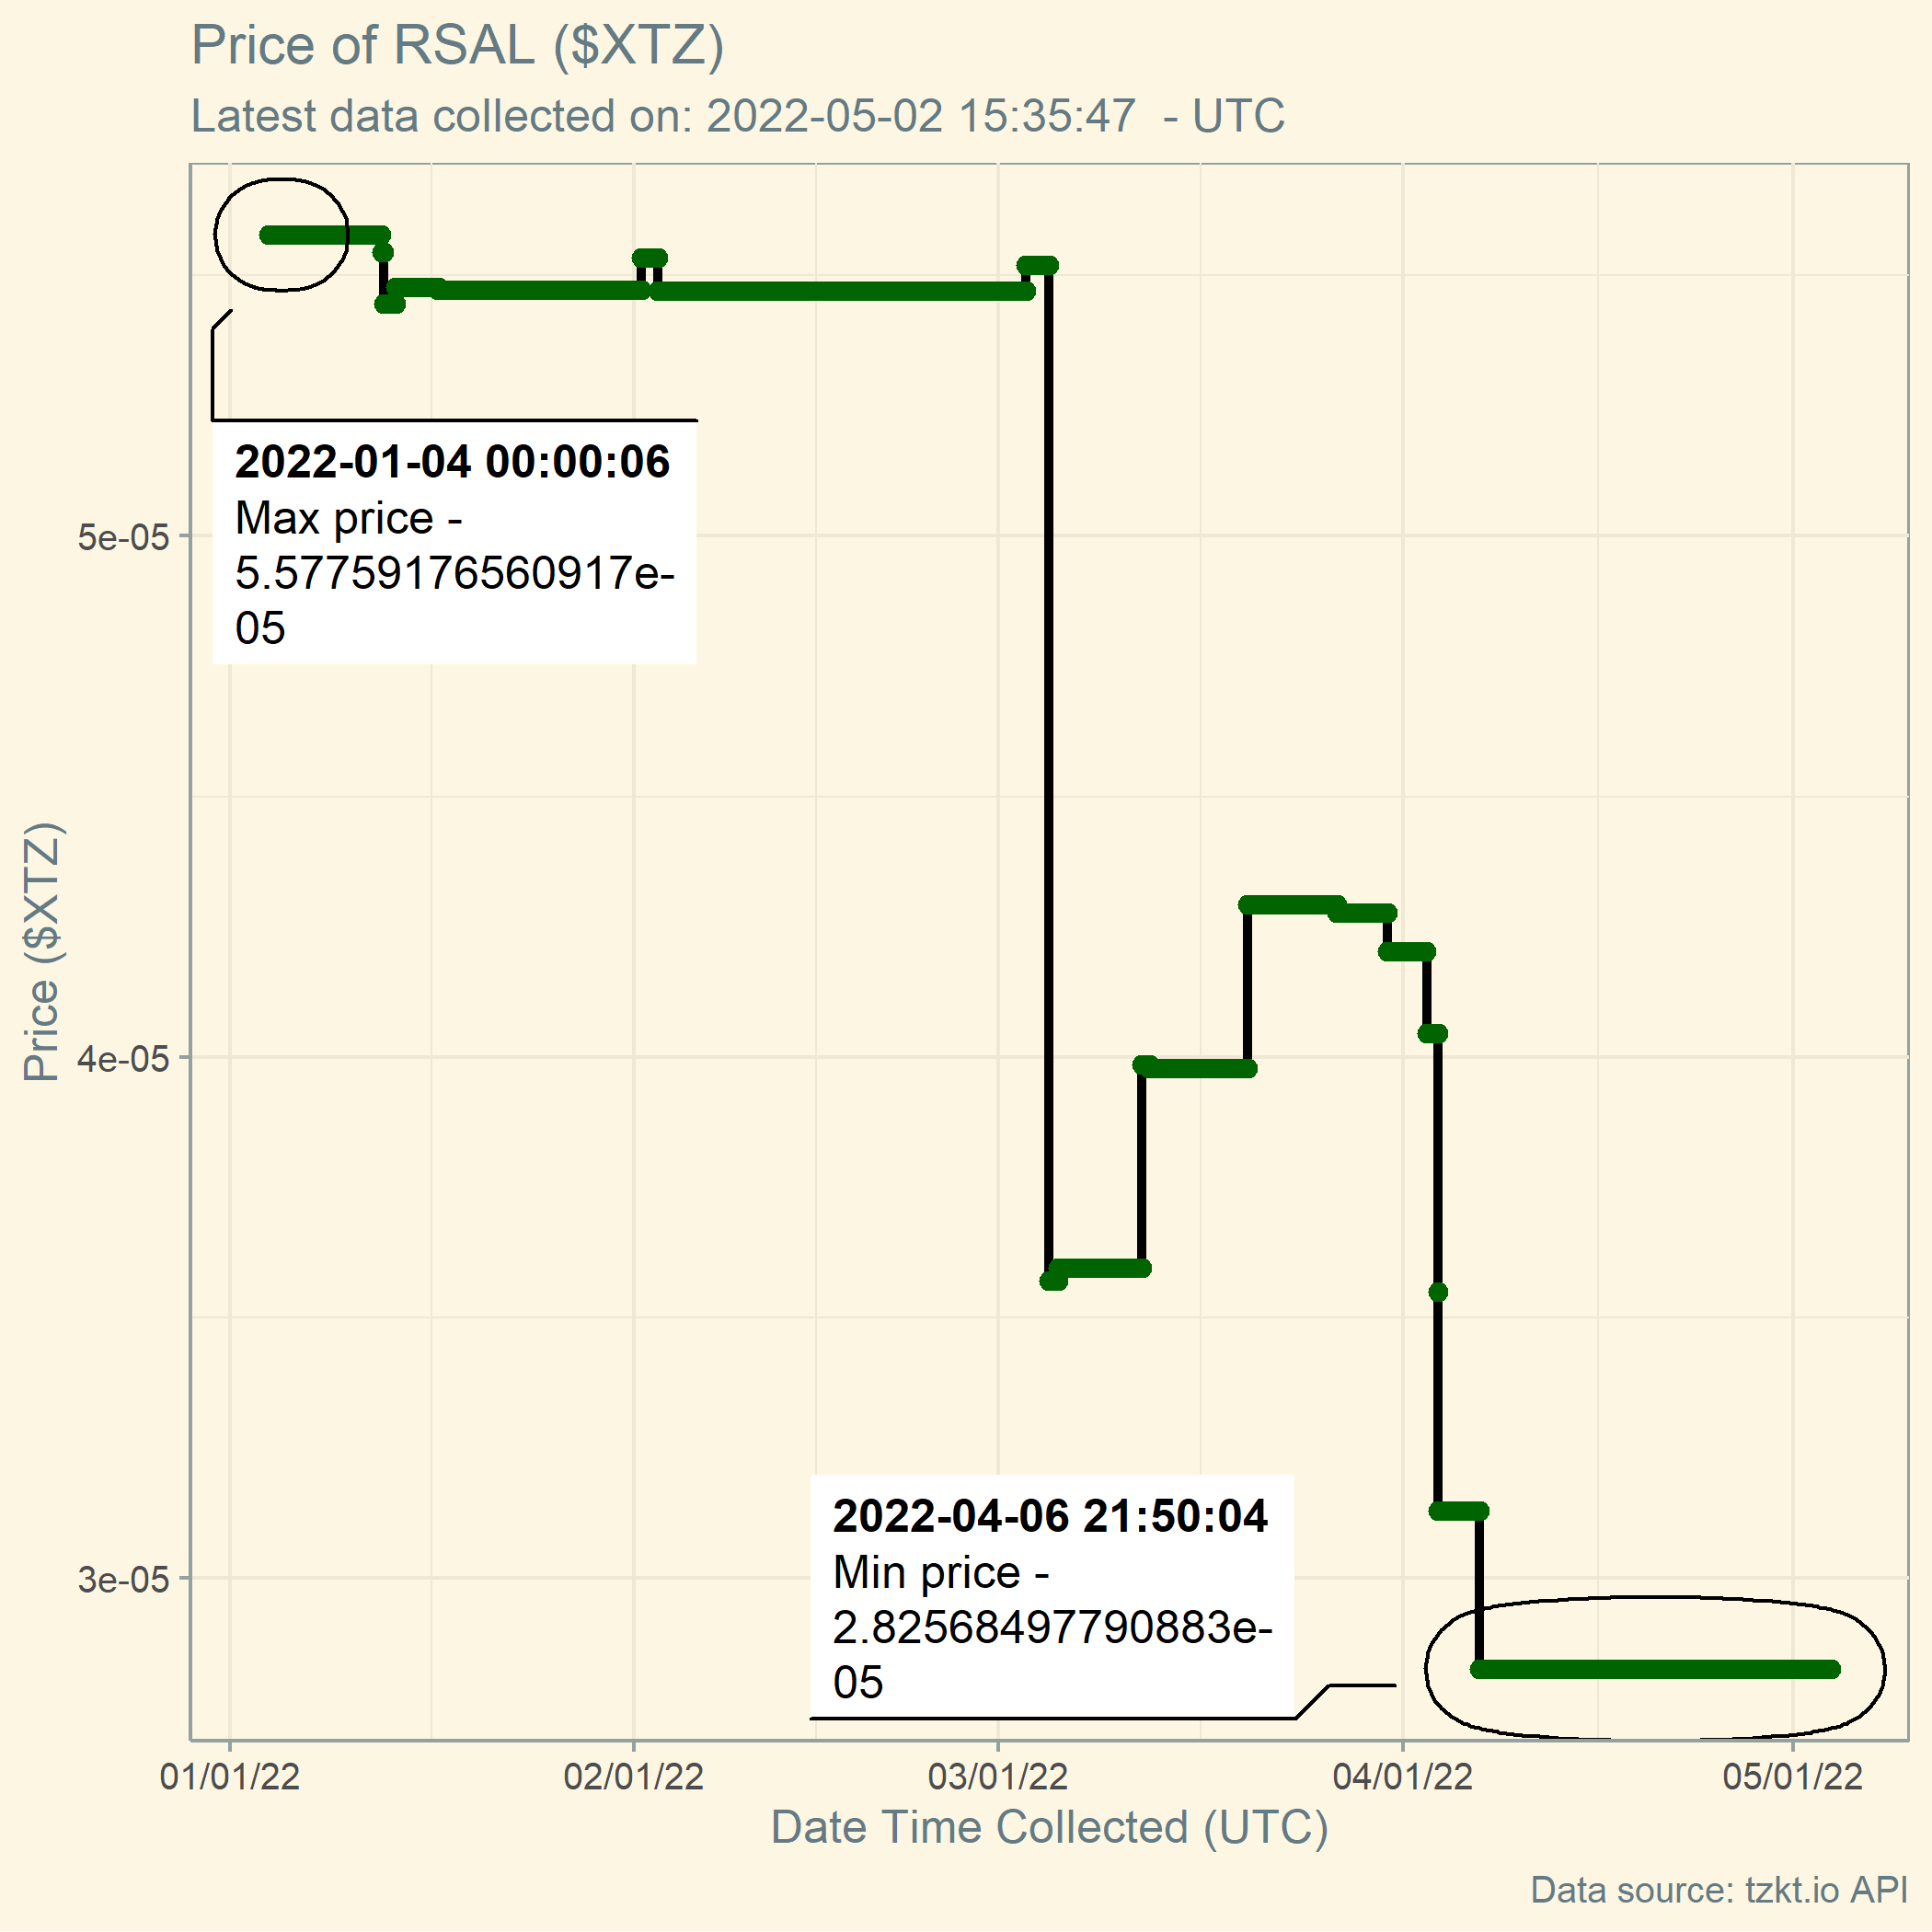 Price of RSAL ($XTZ)
Latest data collected on: 2022-05-02 15:35:47  - UTC
2022-01-04 00:00:06
Max price -
5.57759176560917e-
05
5e-05
4e-05
3e-05
Price ($XTZ)
2022-04-06 21:50:04
Min price -
2.82568497790883e-
05
01/01/22
02/01/22
03/01/22
04/01/22
05/01/22
Date Time Collected (UTC)
Data source: tzkt.io API